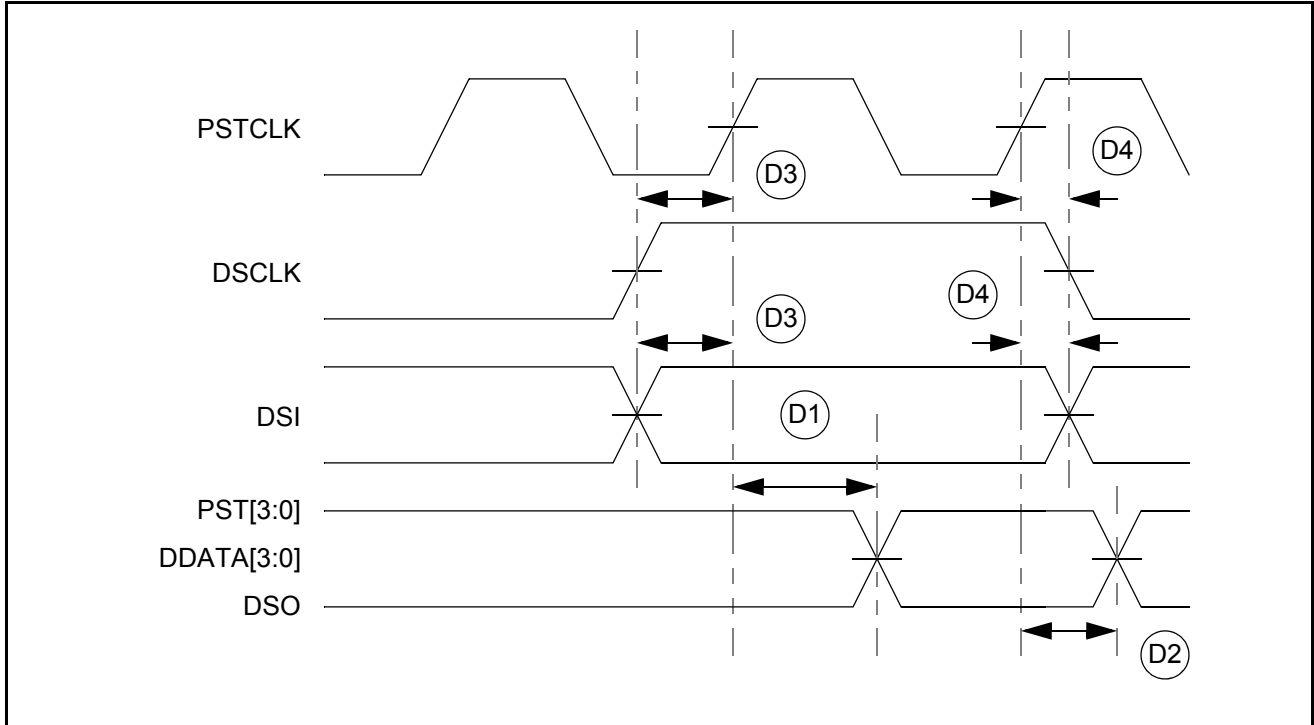 PSTCLK
D4
D3
DSCLK
D4
D3
DSI
D1
PST[3:0]
DDATA[3:0]
DSO
D2